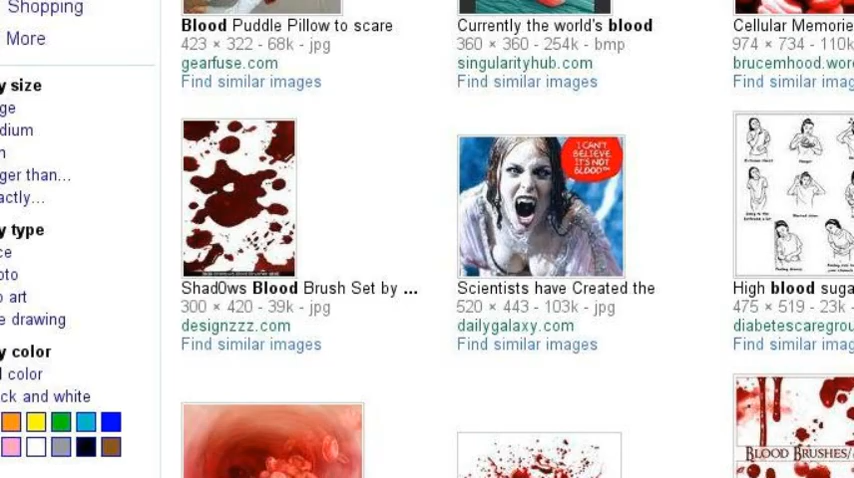 Shopping
More
y size
ge
dium
n
ger than...
actly...
y type
ce
oto
o art
e drawing
y color
l color
ck and white
Blood Puddle Pillow to scare
423 × 322 - 68k - jpg
gearfuse.com
Find similar images
Currently the world's blood
360 × 360 - 254k - bmp
singularityhub.com
Find similar images
Cellular Memorie
974 × 734 - 110k
brucemhood.word
Find similar imag
I CAN'T
BELIEVE
IT'S NOT
BLOOD™
Shad0ws Blood Brush Set by ...
300 × 420 - 39k - jpg
designzzz.com
Find similar images
Scientists have Created the
520 × 443 - 103k - jpg
dailygalaxy.com
Find similar images
High blood suga
475 × 519 - 23k -
diabetescaregrou
Find similar imag
BLOOD BRUSHES/